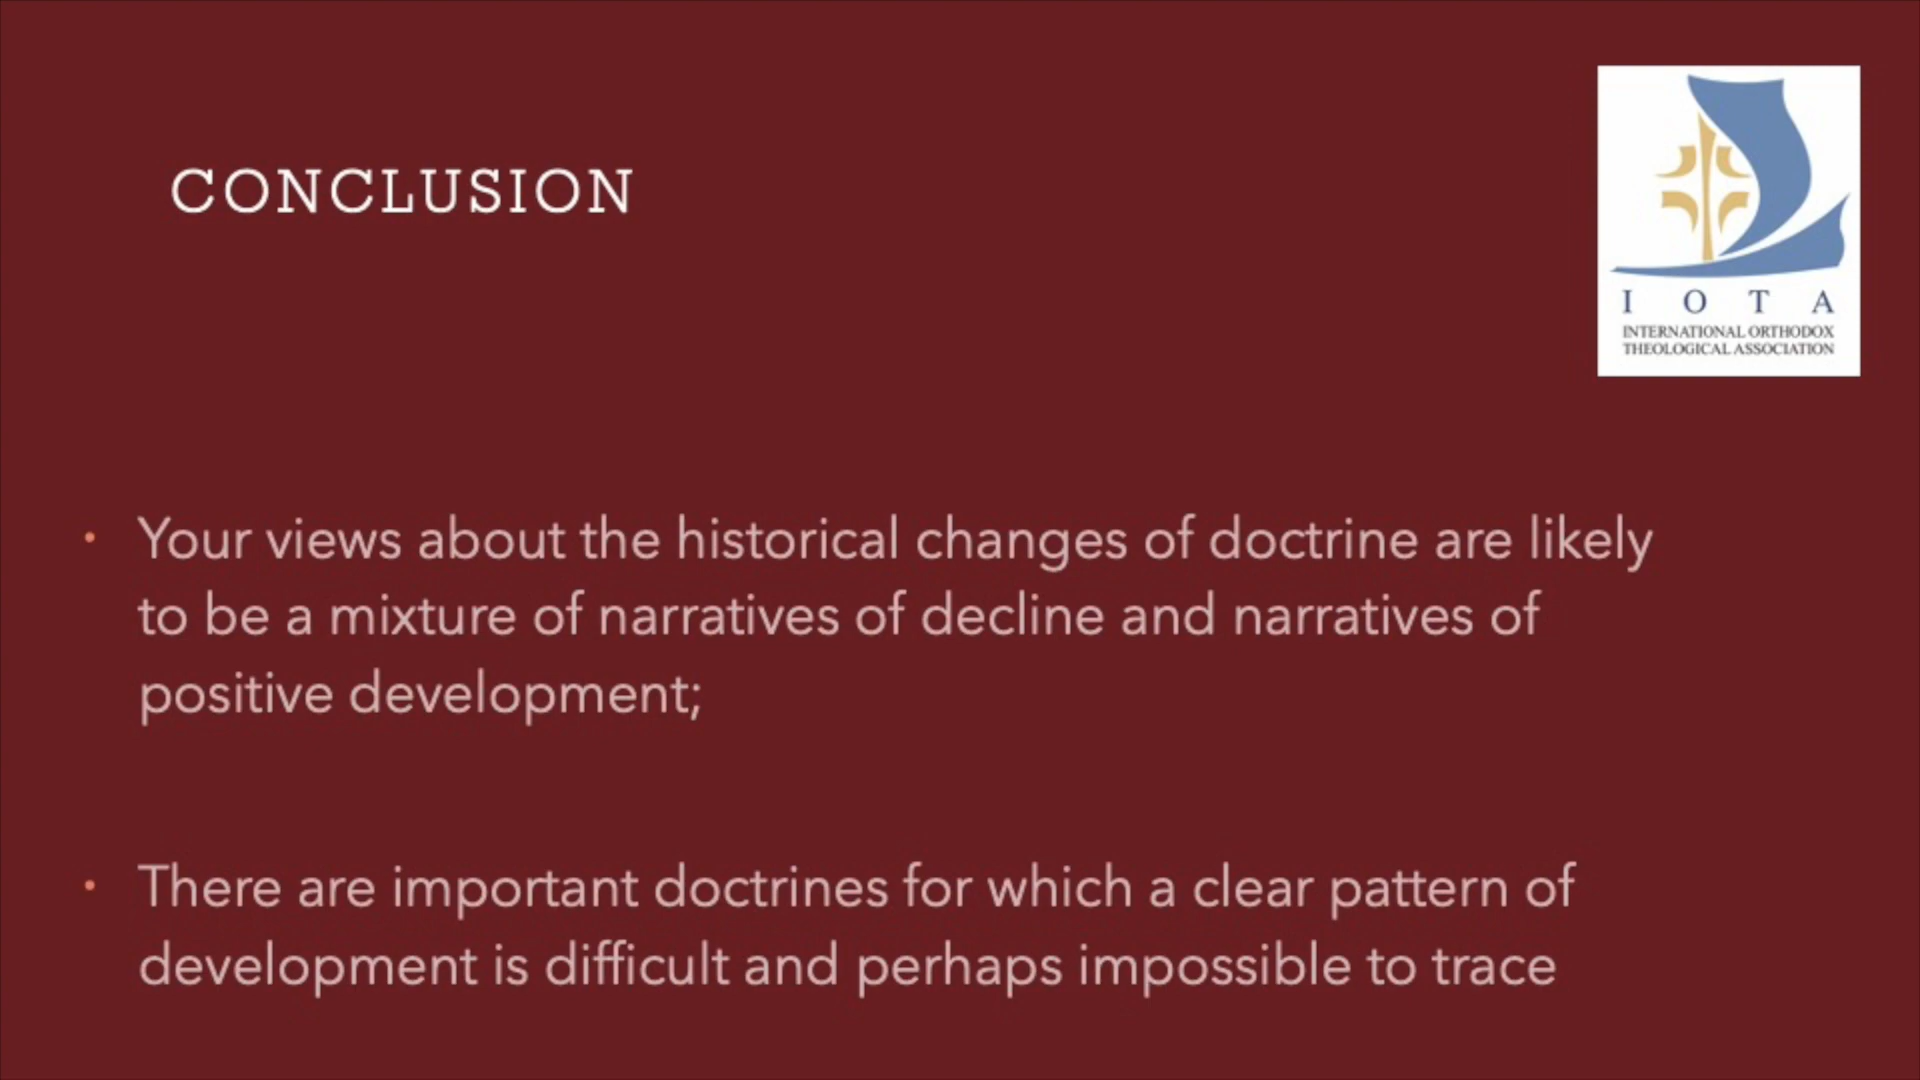 CONCLUSION
I O T A
INTERNATIONAL ORTHODOX
THEOLOGICAL ASSOCIATION
• Your views about the historical changes of doctrine are likely
to be a mixture of narratives of decline and narratives of
positive development;
• There are important doctrines for which a clear pattern of
development is difficult and perhaps impossible to trace